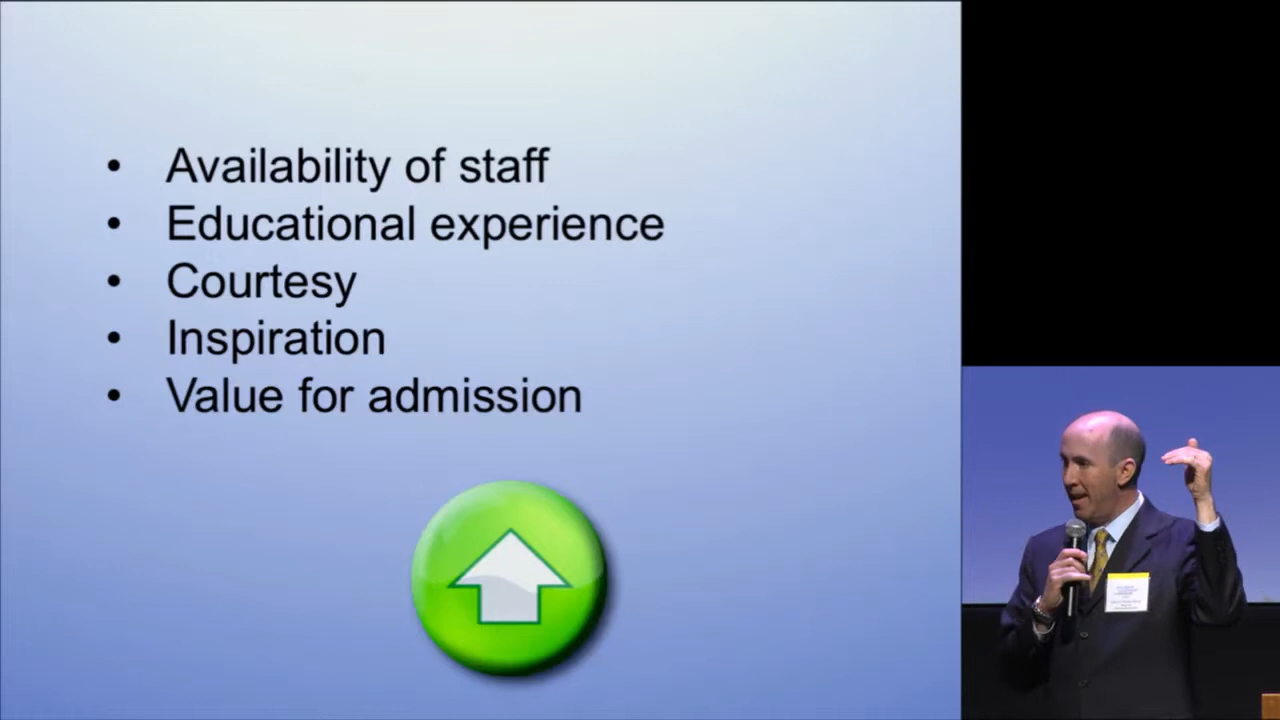 • Availability of staff
• Educational experience
• Courtesy
• Inspiration
• Value for admission